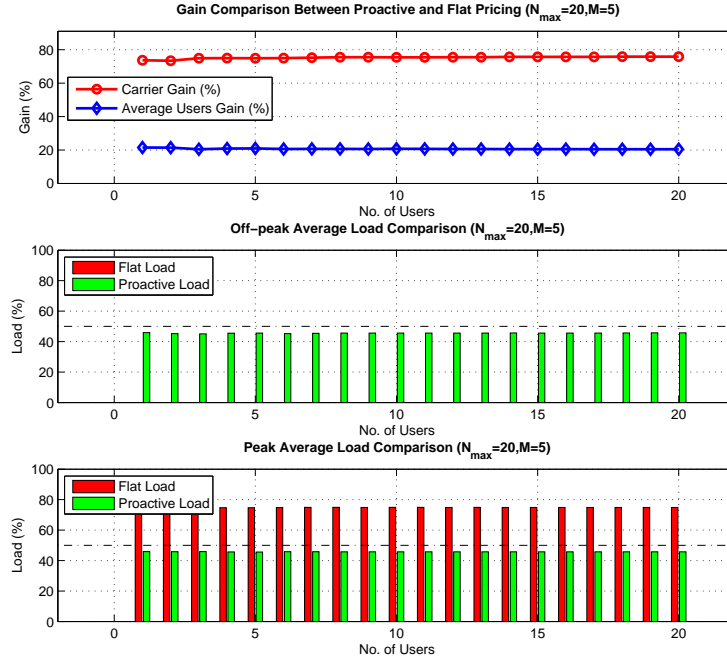 Gain Comparison Between Proactive and Flat Pricing (N_max=20,M=5)
80
60
40
20
0
Gain (%)
Carrier Gain (%)
Average Users Gain (%)
0 5 10 15 20
No. of Users
Off−peak Average Load Comparison (N_max=20,M=5)
100
80
60
40
20
0
Load (%)
Flat Load
Proactive Load
0 5 10 15 20
No. of Users
Peak Average Load Comparison (N_max=20,M=5)
100
80
60
40
20
0
Load (%)
Flat Load
Proactive Load
0 5 10 15 20
No. of Users